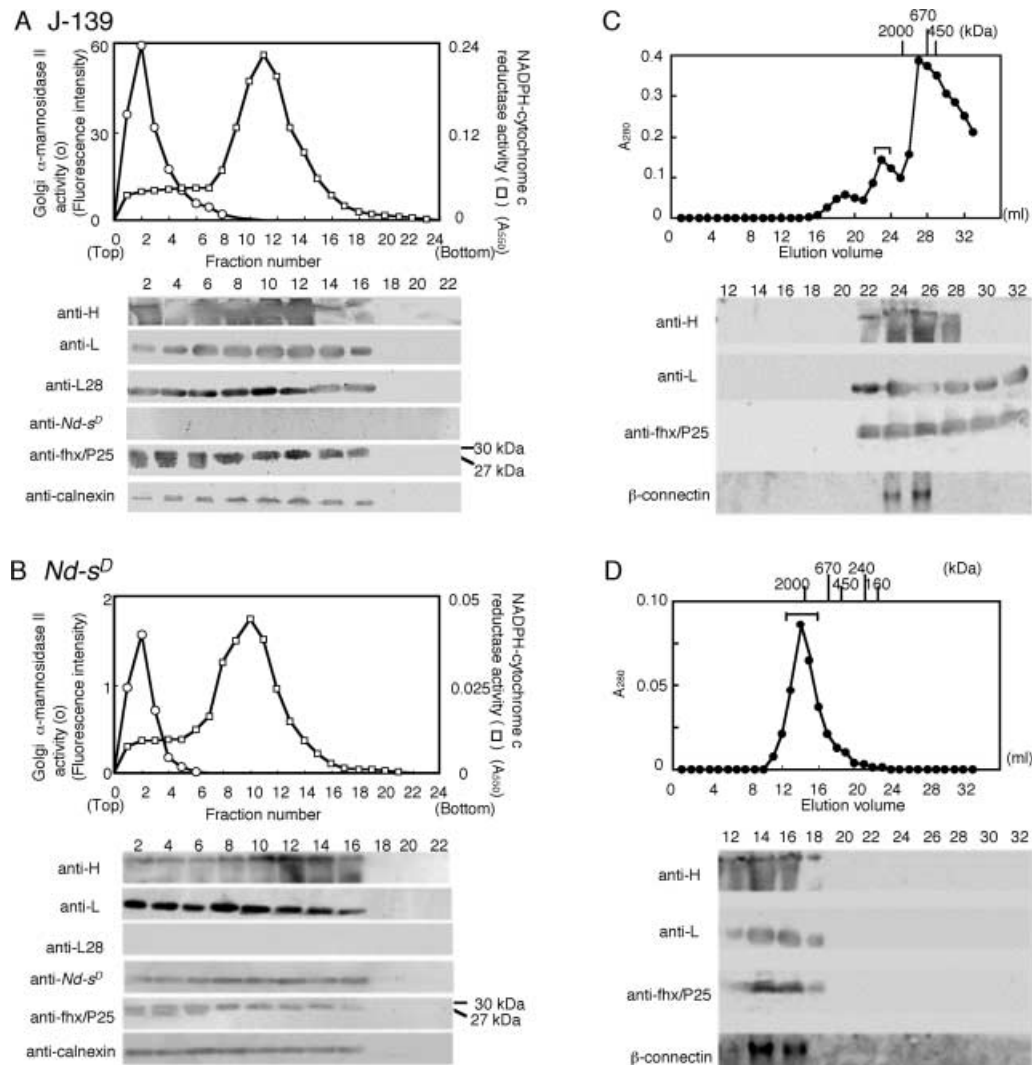 A J-139
60
30
0
Golgi α-mannosidase II
activity (o)
(Fluorescence intensity)
0.24
0.12
0
NADPH-cytochrome c
reductase activity (□) (A550)
0 2 4 6 8 10 12 14 16 18 20 22 24
(Top) Fraction number (Bottom)
2 4 6 8 10 12 14 16 18 20 22
anti-H
anti-L
anti-L28
anti-Nd-sD
anti-fhx/P25
30 kDa
27 kDa
anti-calnexin
B Nd-sD
2
1
0
Golgi α-mannosidase II
activity (o)
(Fluorescence intensity)
0.05
0.025
0
NADPH-cytochrome c
reductase activity (□) (A550)
0 2 4 6 8 10 12 14 16 18 20 22 24
(Top) Fraction number (Bottom)
2 4 6 8 10 12 14 16 18 20 22
anti-H
anti-L
anti-L28
anti-Nd-sD
anti-fhx/P25
30 kDa
27 kDa
anti-calnexin
C
670
2000 450 (kDa)
0.4
0.3
0.2
0.1
0
A280
0 4 8 12 16 20 24 28 32
(ml)
Elution volume
12 14 16 18 20 22 24 26 28 30 32
anti-H
anti-L
anti-fhx/P25
β-connectin
D
670 240 (kDa)
2000 450 160
0.10
0.05
0
A280
0 4 8 12 16 20 24 28 32
(ml)
Elution volume
12 14 16 18 20 22 24 26 28 30 32
anti-H
anti-L
anti-fhx/P25
β-connectin